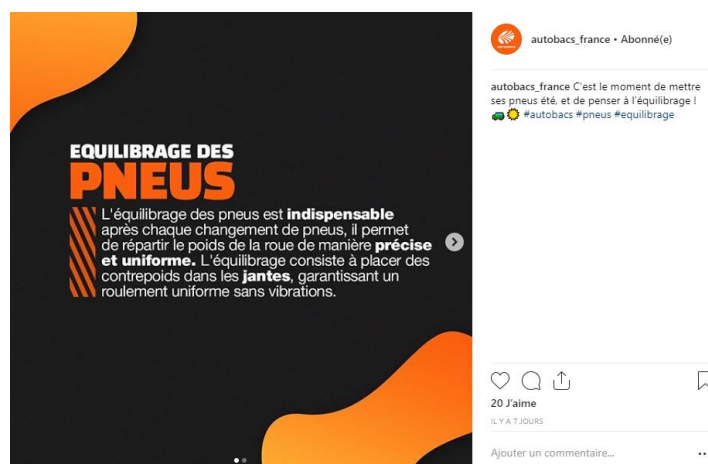 EQUILIBRAGE DES
PNEUS
L'équilibrage des pneus est indispensable
après chaque changement de pneus, il permet
de répartir le poids de la roue de manière précise
et uniforme. L'équilibrage consiste à placer des
contrepoids dans les jantes, garantissant un
roulement uniforme sans vibrations.
autobacs_france • Abonné(e)
autobacs_france C'est le moment de mettre
ses pneus été, et de penser à l'équilibrage !
#autobacs #pneus #equilibrage
20 J'aime
IL Y A 7 JOURS
Ajouter un commentaire...